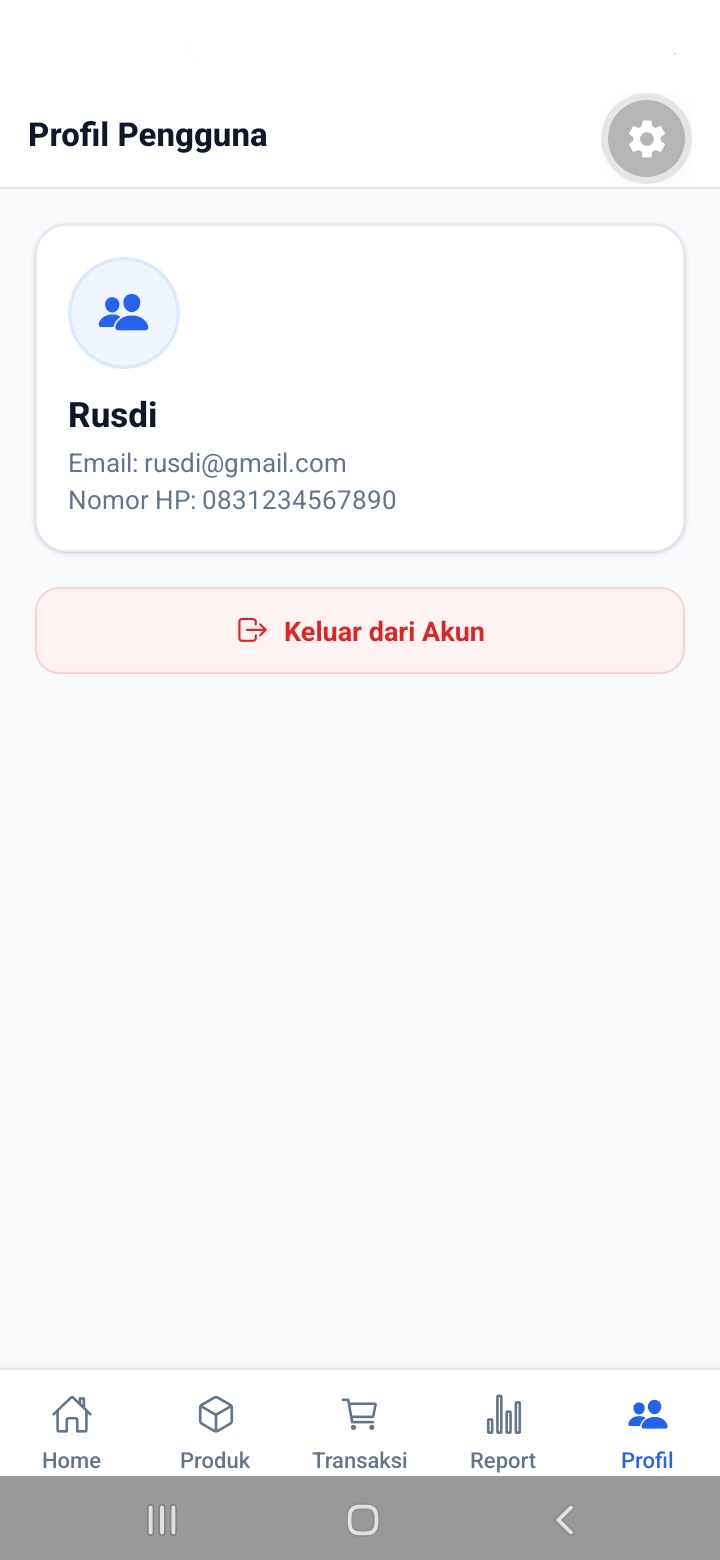 Profil Pengguna
Rusdi
Email: rusdi@gmail.com
Nomor HP: 0831234567890
Keluar dari Akun
Home
Produk
Transaksi
Report
Profil